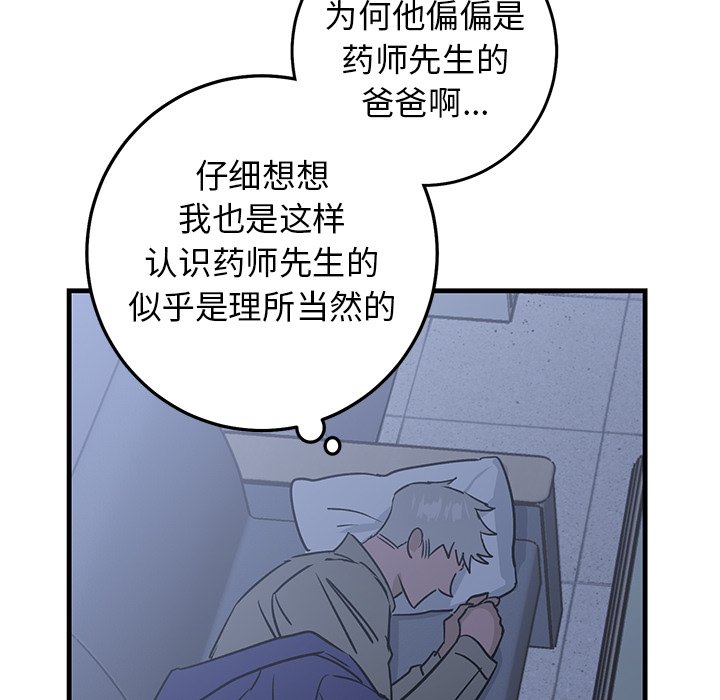 为何他偏偏是
药师先生的
爸爸啊...
仔细想想
我也是这样
认识药师先生的
似乎是理所当然的